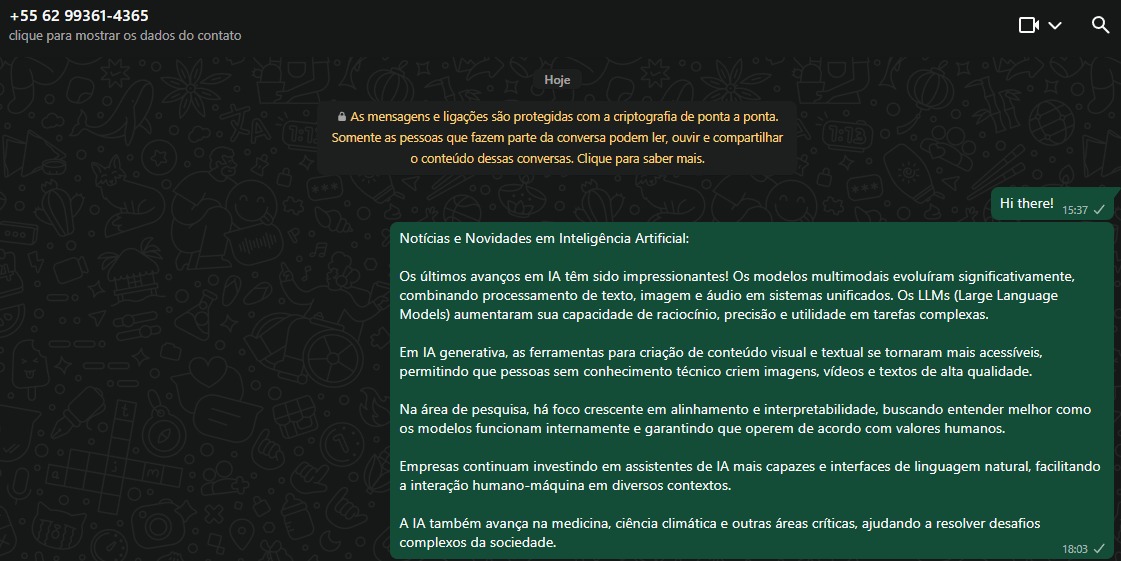 +55 62 99361-4365
clique para mostrar os dados do contato
Hoje
As mensagens e ligações são protegidas com a criptografia de ponta a ponta.
Somente as pessoas que fazem parte da conversa podem ler, ouvir e compartilhar
o conteúdo dessas conversas. Clique para saber mais.
Hi there! 15:37
Notícias e Novidades em Inteligência Artificial:
Os últimos avanços em IA têm sido impressionantes! Os modelos multimodais evoluíram significativamente,
combinando processamento de texto, imagem e áudio em sistemas unificados. Os LLMs (Large Language
Models) aumentaram sua capacidade de raciocínio, precisão e utilidade em tarefas complexas.
Em IA generativa, as ferramentas para criação de conteúdo visual e textual se tornaram mais acessíveis,
permitindo que pessoas sem conhecimento técnico criem imagens, vídeos e textos de alta qualidade.
Na área de pesquisa, há foco crescente em alinhamento e interpretabilidade, buscando entender melhor como
os modelos funcionam internamente e garantindo que operem de acordo com valores humanos.
Empresas continuam investindo em assistentes de IA mais capazes e interfaces de linguagem natural, facilitando
a interação humano-máquina em diversos contextos.
A IA também avança na medicina, ciência climática e outras áreas críticas, ajudando a resolver desafios
complexos da sociedade.
18:03